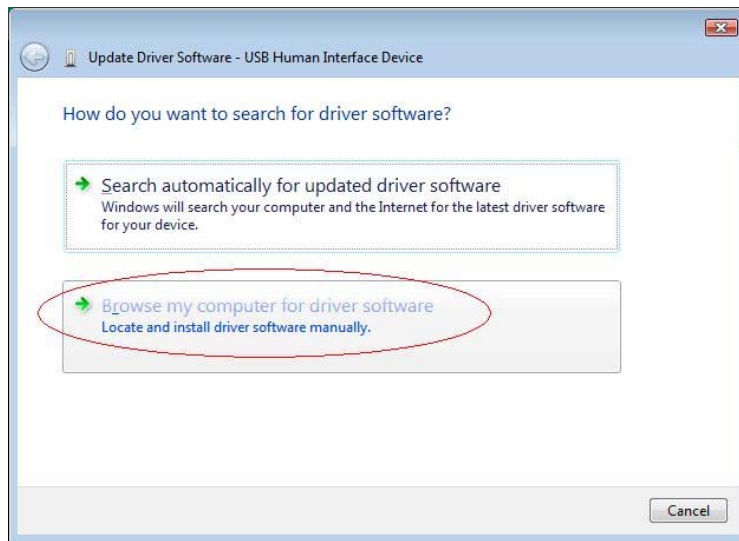 Update Driver Software - USB Human Interface Device
How do you want to search for driver software?
Search automatically for updated driver software
Windows will search your computer and the Internet for the latest driver software
for your device.
Browse my computer for driver software
Locate and install driver software manually.
Cancel